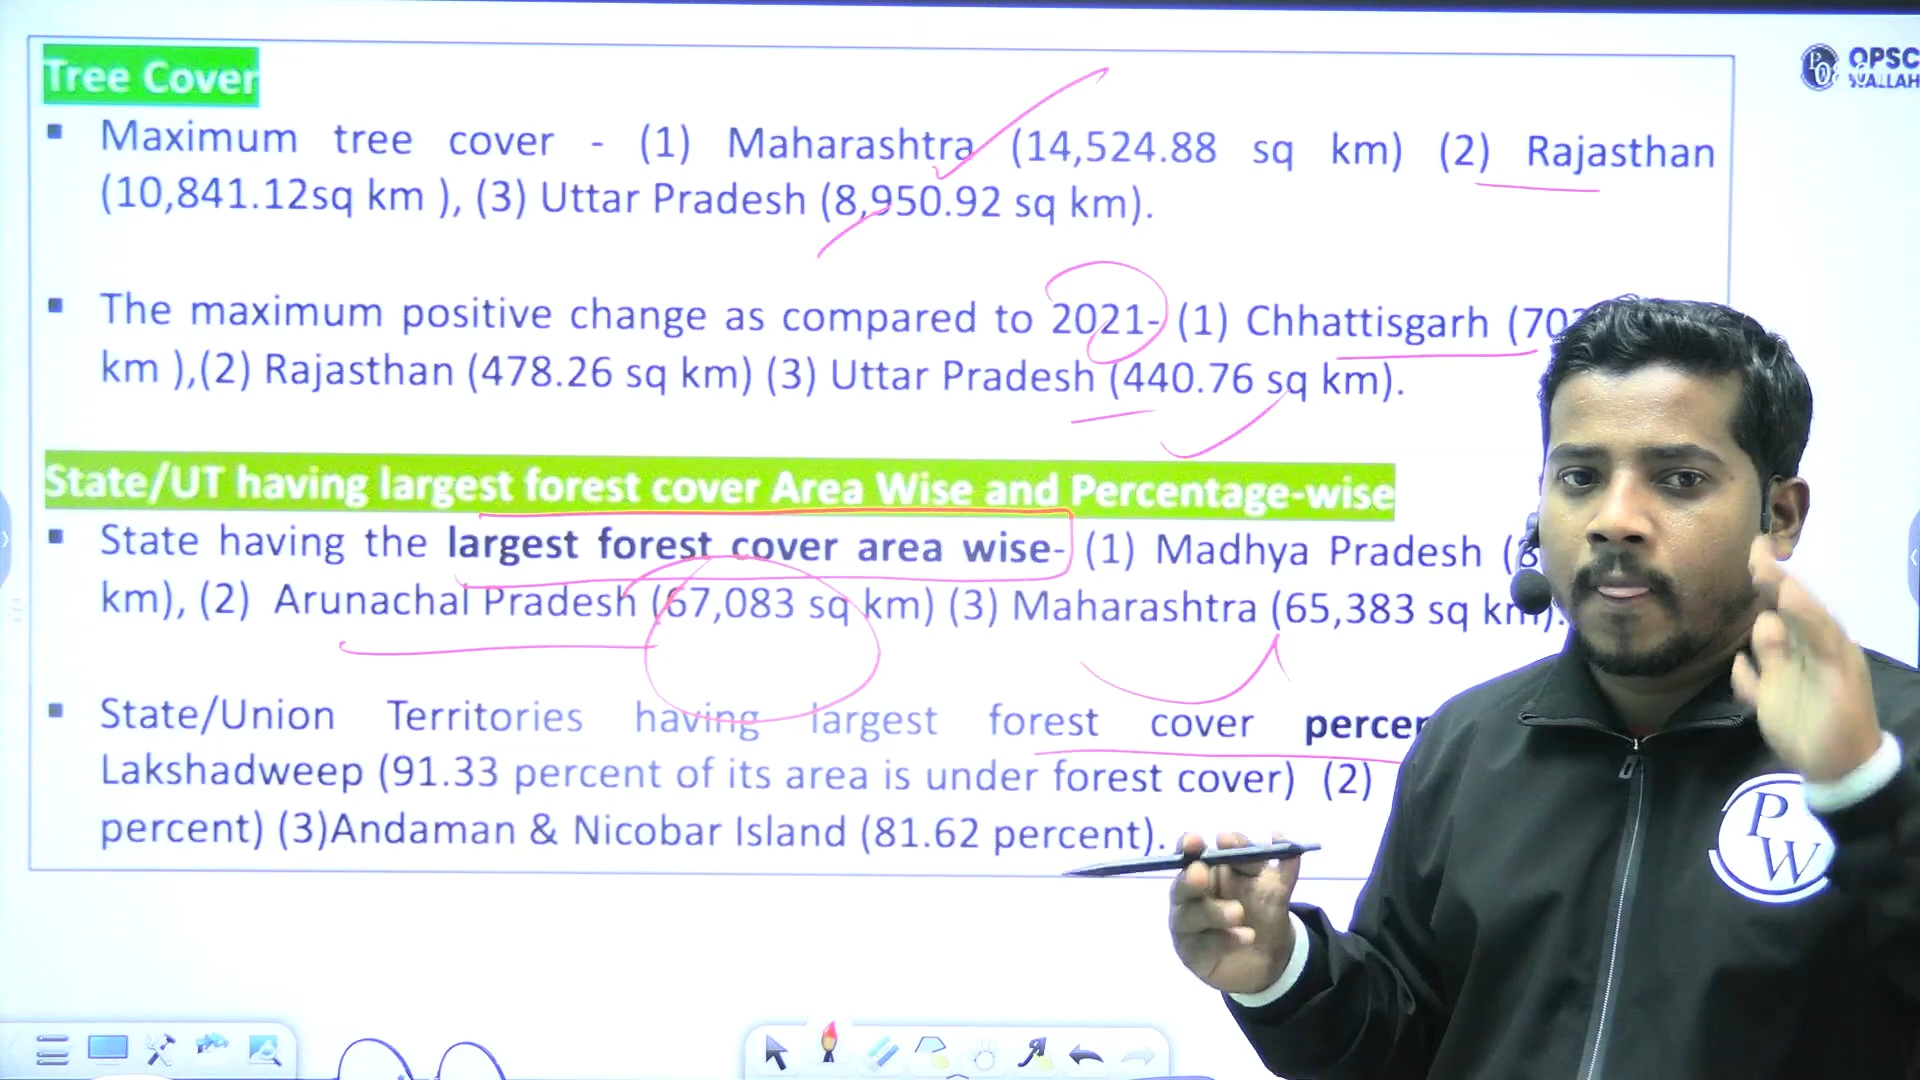 Tree Cover
▪ Maximum tree cover - (1) Maharashtra (14,524.88 sq km) (2) Rajasthan
(10,841.12sq km ), (3) Uttar Pradesh (8,950.92 sq km).
▪ The maximum positive change as compared to 2021- (1) Chhattisgarh (70
km ),(2) Rajasthan (478.26 sq km) (3) Uttar Pradesh (440.76 sq km).
State/UT having largest forest cover Area Wise and Percentage-wise
▪ State having the largest forest cover area wise- (1) Madhya Pradesh (
km), (2) Arunachal Pradesh (67,083 sq km) (3) Maharashtra (65,383 sq km).
▪ State/Union Territories having largest forest cover
Lakshadweep (91.33 percent of its area is under forest cover) (2)
percent) (3)Andaman & Nicobar Island (81.62 percent).
OPSC
WALLAH
PW